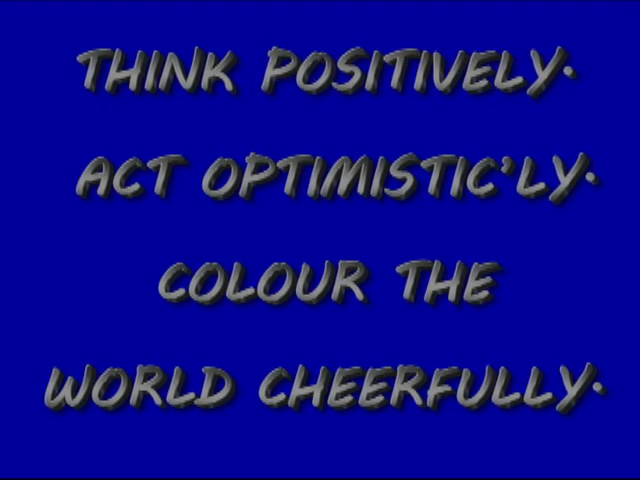 THINK POSITIVELY.
ACT OPTIMISTIC'LY.
COLOUR THE
WORLD CHEERFULLY.